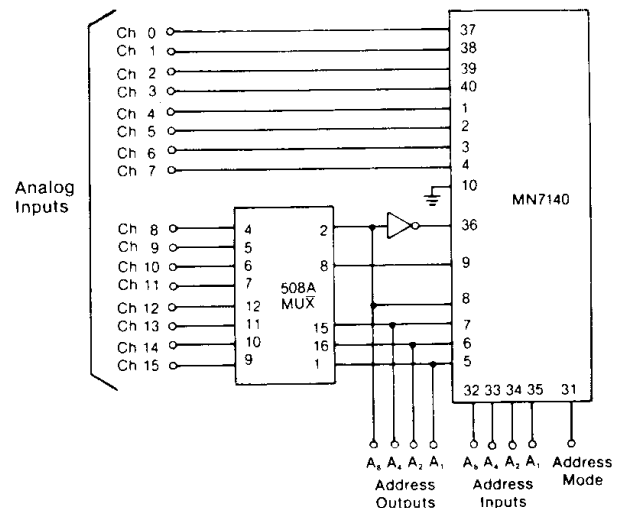 Ch 0 37
Ch 1 38
Ch 2 39
Ch 3 40
Ch 4 1
Ch 5 2
Ch 6 3
Ch 7 4
10
MN7140
Analog
Inputs
Ch 8 4 2 36
Ch 9 5
Ch 10 6 8 9
Ch 11 7
508A
MUX̅
8
Ch 12 12
Ch 13 11 15 7
Ch 14 10 16 6
Ch 15 9 1 5
32 33 34 35 31
A₈ A₄ A₂ A₁
Address
Outputs
A₈ A₄ A₂ A₁
Address
Inputs
Address
Mode